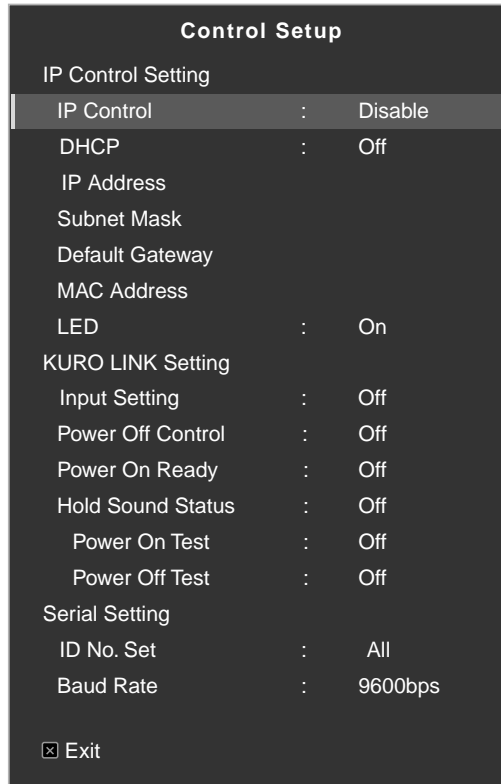 Control Setup
IP Control Setting
IP Control : Disable
DHCP : Off
IP Address
Subnet Mask
Default Gateway
MAC Address
LED : On
KURO LINK Setting
Input Setting : Off
Power Off Control : Off
Power On Ready : Off
Hold Sound Status : Off
Power On Test : Off
Power Off Test : Off
Serial Setting
ID No. Set : All
Baud Rate : 9600bps
Exit